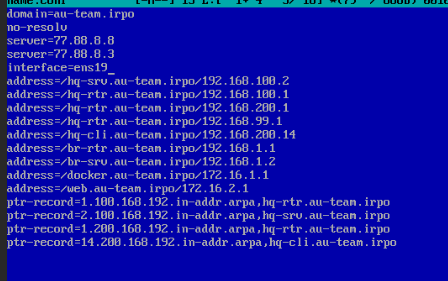 domain=au-team.irpo
no-resolv
server=77.88.8.8
server=77.88.8.3
interface=ens19_
address=/hq-srv.au-team.irpo/192.168.100.2
address=/hq-rtr.au-team.irpo/192.168.100.1
address=/hq-rtr.au-team.irpo/192.168.200.1
address=/hq-rtr.au-team.irpo/192.168.99.1
address=/hq-cli.au-team.irpo/192.168.200.14
address=/br-rtr.au-team.irpo/192.168.1.1
address=/br-srv.au-team.irpo/192.168.1.2
address=/docker.au-team.irpo/172.16.1.1
address=/web.au-team.irpo/172.16.2.1
ptr-record=1.100.168.192.in-addr.arpa,hq-rtr.au-team.irpo
ptr-record=2.100.168.192.in-addr.arpa,hq-srv.au-team.irpo
ptr-record=1.200.168.192.in-addr.arpa,hq-rtr.au-team.irpo
ptr-record=14.200.168.192.in-addr.arpa,hq-cli.au-team.irpo